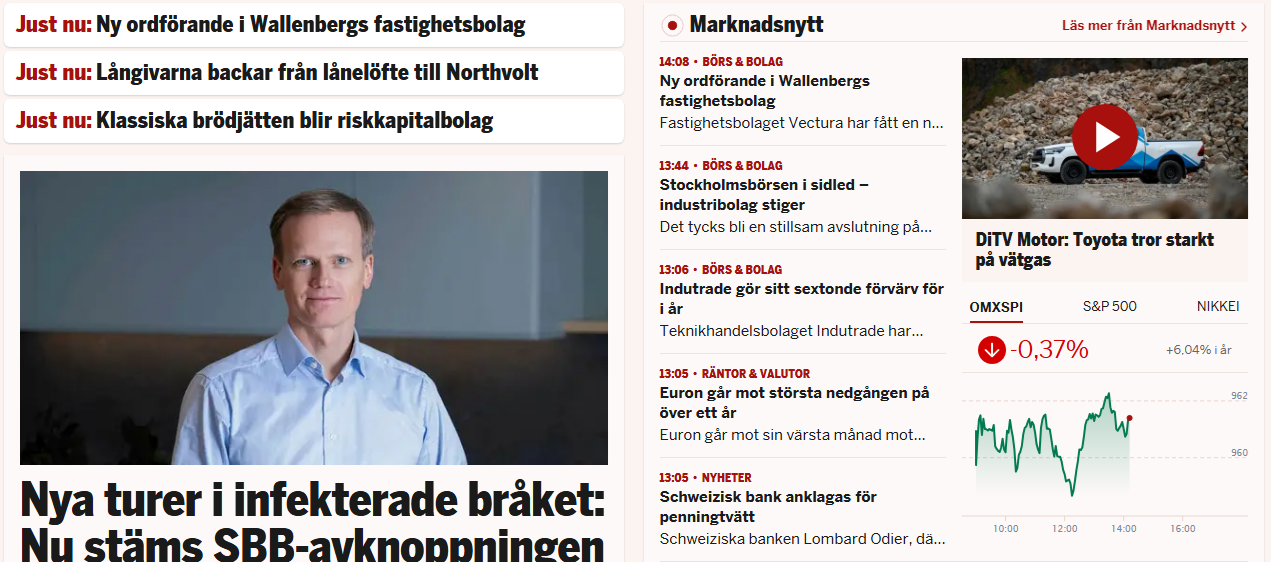 Just nu: Ny ordförande i Wallenbergs fastighetsbolag
Just nu: Långivarna backar från lånelöfte till Northvolt
Just nu: Klassiska brödjätten blir riskkapitalbolag
Nya turer i infekterade bråket:
Nu stäms SBB-avknoppningen
Marknadsnytt
Läs mer från Marknadsnytt
14:08 • BÖRS & BOLAG
Ny ordförande i Wallenbergs
fastighetsbolag
Fastighetsbolaget Vectura har fått en n...
13:44 • BÖRS & BOLAG
Stockholmsbörsen i sidled –
industribolag stiger
Det tycks bli en stillsam avslutning på...
13:06 • BÖRS & BOLAG
Indutrade gör sitt sextonde förvärv för
i år
Teknikhandelsbolaget Indutrade har...
13:05 • RÄNTOR & VALUTOR
Euron går mot största nedgången på
över ett år
Euron går mot sin värsta månad mot...
13:05 • NYHETER
Schweizisk bank anklagas för
penningtvätt
Schweiziska banken Lombard Odier, dä...
DiTV Motor: Toyota tror starkt
på vätgas
OMXSPI S&P 500 NIKKEI
-0,37% +6,04% i år
962
960
10:00 12:00 14:00 16:00